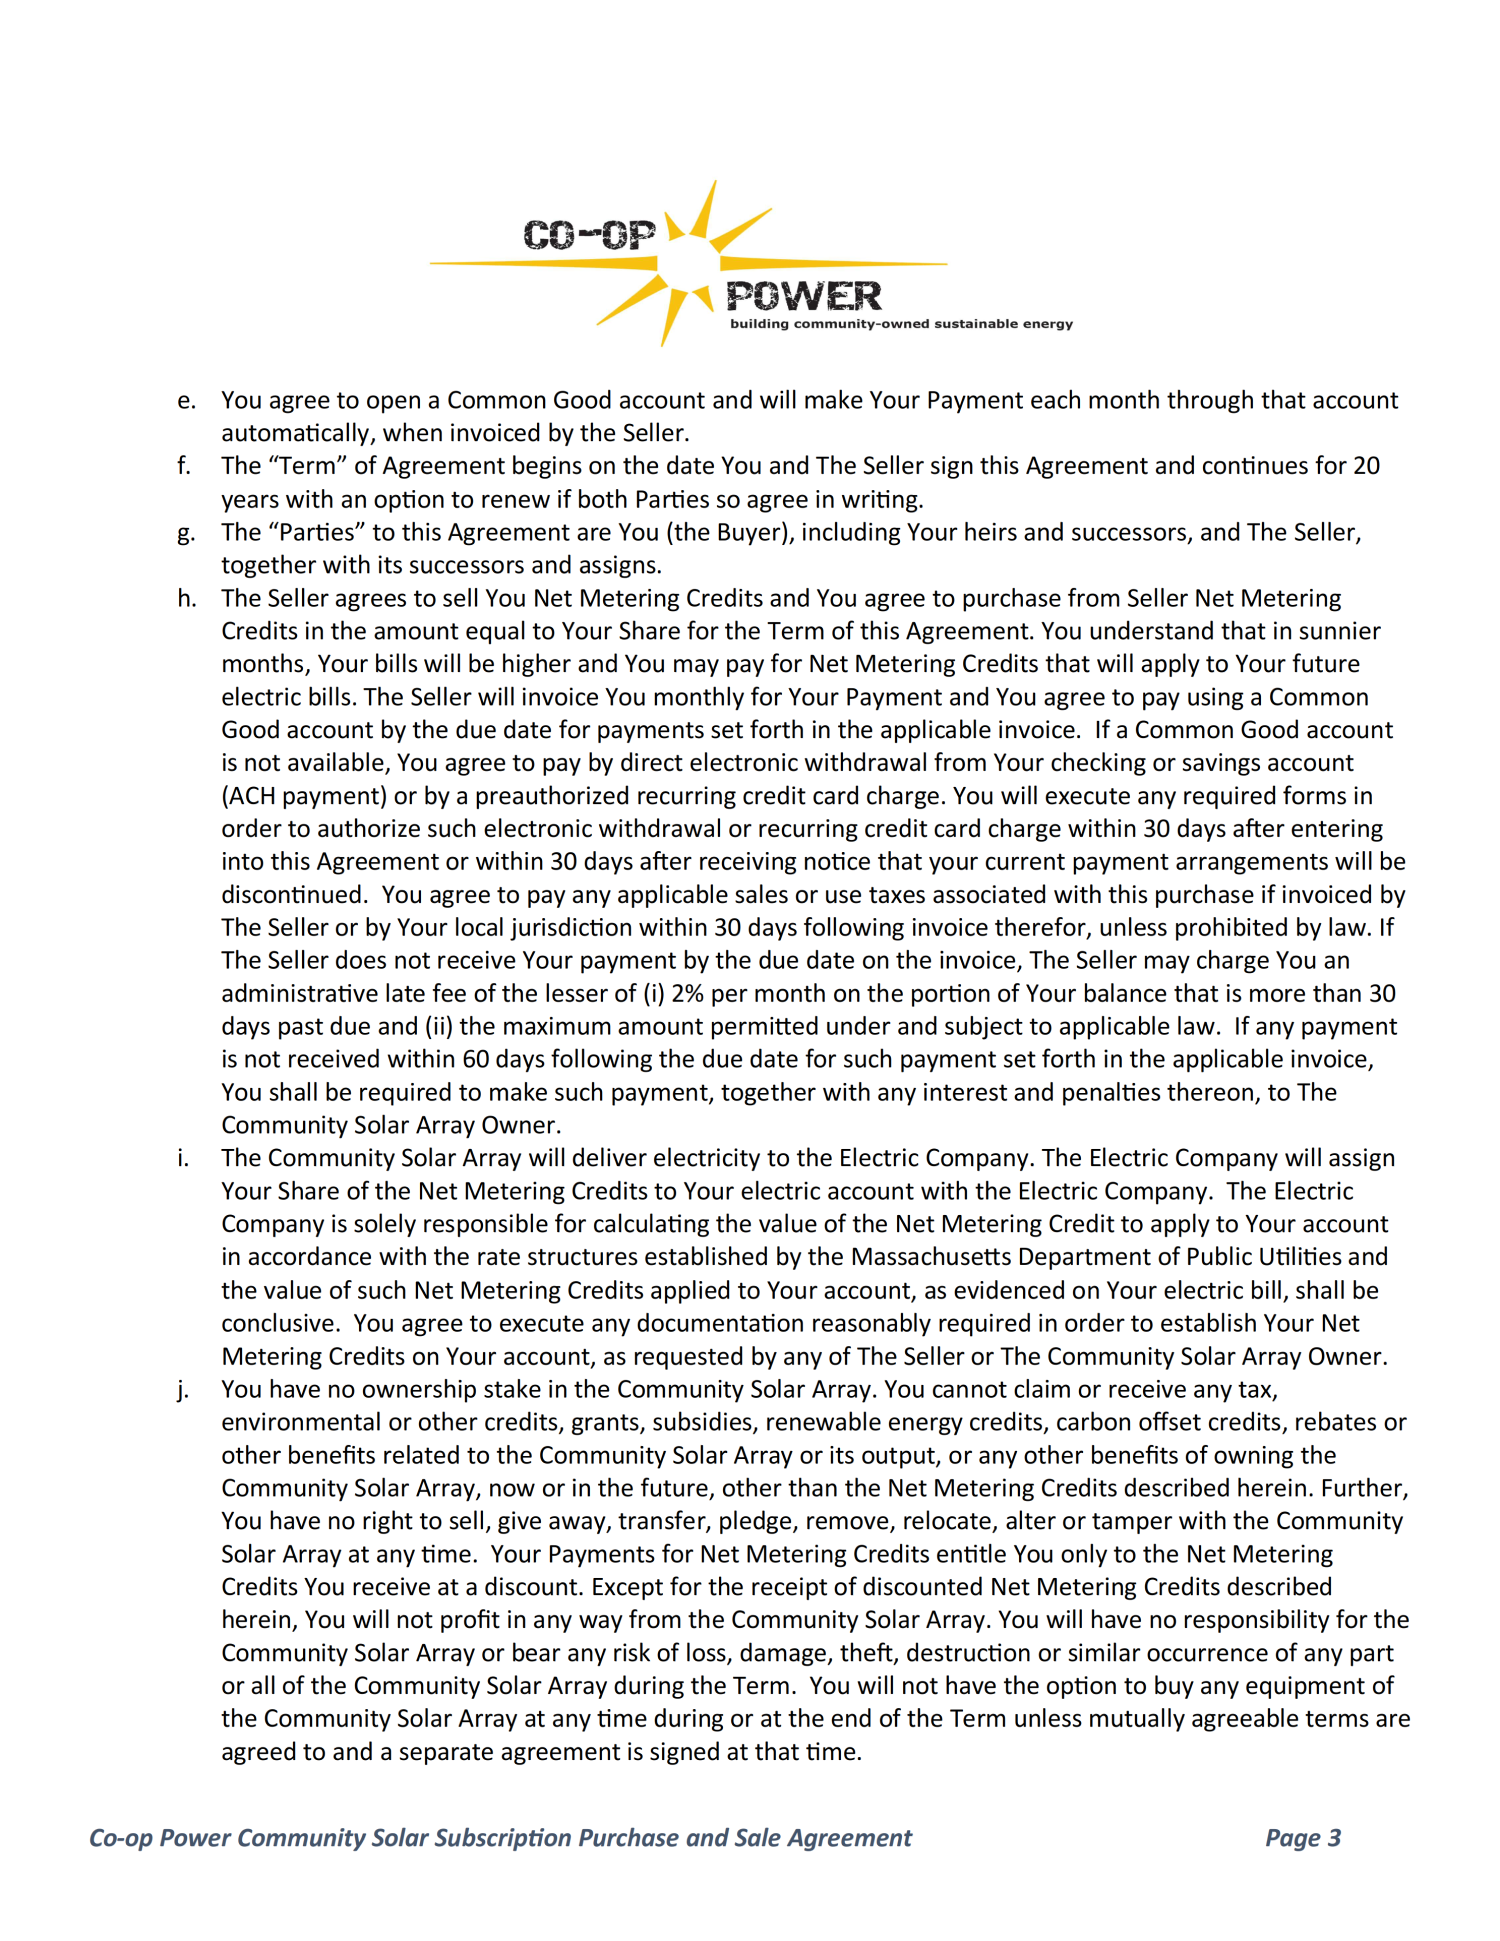 CO-OP
POWER
building community-owned sustainable energy
e. You agree to open a Common Good account and will make Your Payment each month through that account
automatically, when invoiced by the Seller.
f. The “Term” of Agreement begins on the date You and The Seller sign this Agreement and continues for 20
years with an option to renew if both Parties so agree in writing.
g. The “Parties” to this Agreement are You (the Buyer), including Your heirs and successors, and The Seller,
together with its successors and assigns.
h. The Seller agrees to sell You Net Metering Credits and You agree to purchase from Seller Net Metering
Credits in the amount equal to Your Share for the Term of this Agreement. You understand that in sunnier
months, Your bills will be higher and You may pay for Net Metering Credits that will apply to Your future
electric bills. The Seller will invoice You monthly for Your Payment and You agree to pay using a Common
Good account by the due date for payments set forth in the applicable invoice.  If a Common Good account
is not available, You agree to pay by direct electronic withdrawal from Your checking or savings account
(ACH payment) or by a preauthorized recurring credit card charge. You will execute any required forms in
order to authorize such electronic withdrawal or recurring credit card charge within 30 days after entering
into this Agreement or within 30 days after receiving notice that your current payment arrangements will be
discontinued.  You agree to pay any applicable sales or use taxes associated with this purchase if invoiced by
The Seller or by Your local jurisdiction within 30 days following invoice therefor, unless prohibited by law. If
The Seller does not receive Your payment by the due date on the invoice, The Seller may charge You an
administrative late fee of the lesser of (i) 2% per month on the portion of Your balance that is more than 30
days past due and (ii) the maximum amount permitted under and subject to applicable law.  If any payment
is not received within 60 days following the due date for such payment set forth in the applicable invoice,
You shall be required to make such payment, together with any interest and penalties thereon, to The
Community Solar Array Owner.
i. The Community Solar Array will deliver electricity to the Electric Company. The Electric Company will assign
Your Share of the Net Metering Credits to Your electric account with the Electric Company.  The Electric
Company is solely responsible for calculating the value of the Net Metering Credit to apply to Your account
in accordance with the rate structures established by the Massachusetts Department of Public Utilities and
the value of such Net Metering Credits applied to Your account, as evidenced on Your electric bill, shall be
conclusive.  You agree to execute any documentation reasonably required in order to establish Your Net
Metering Credits on Your account, as requested by any of The Seller or The Community Solar Array Owner.
j. You have no ownership stake in the Community Solar Array. You cannot claim or receive any tax,
environmental or other credits, grants, subsidies, renewable energy credits, carbon offset credits, rebates or
other benefits related to the Community Solar Array or its output, or any other benefits of owning the
Community Solar Array, now or in the future, other than the Net Metering Credits described herein. Further,
You have no right to sell, give away, transfer, pledge, remove, relocate, alter or tamper with the Community
Solar Array at any time.  Your Payments for Net Metering Credits entitle You only to the Net Metering
Credits You receive at a discount. Except for the receipt of discounted Net Metering Credits described
herein, You will not profit in any way from the Community Solar Array. You will have no responsibility for the
Community Solar Array or bear any risk of loss, damage, theft, destruction or similar occurrence of any part
or all of the Community Solar Array during the Term.  You will not have the option to buy any equipment of
the Community Solar Array at any time during or at the end of the Term unless mutually agreeable terms are
agreed to and a separate agreement is signed at that time.
Co-op Power Community Solar Subscription Purchase and Sale Agreement Page 3